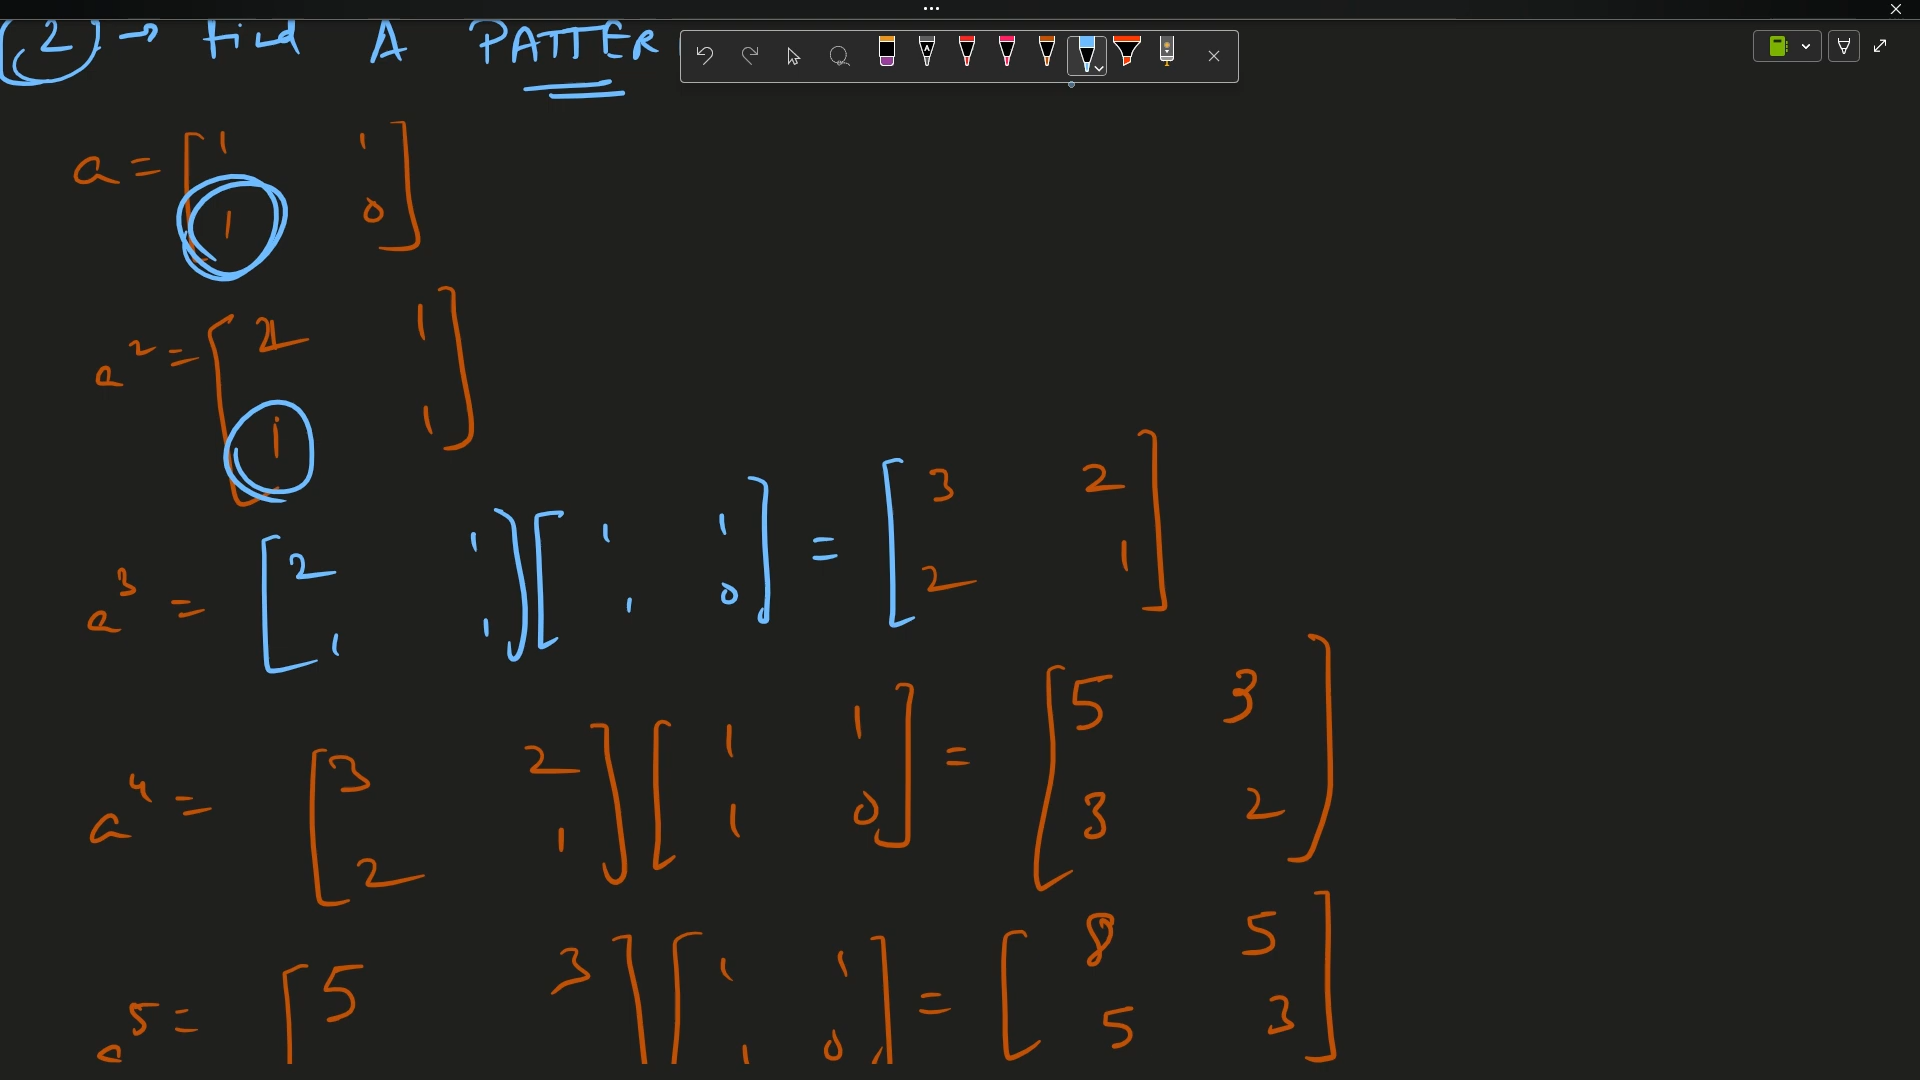 2 → find A PATTER
a = [ 1 1
1 0 ]
a² = [ 2 1
1 1 ]
a³ = [ 2 1
1 1 ] [ 1 1
1 0 ] = [ 3 2
2 1 ]
a⁴ = [ 3 2
2 1 ] [ 1 1
1 0 ] = [ 5 3
3 2 ]
a⁵ = [ 5 3 ] [ 1 1
1 0 ] = [ 8 5
5 3 ]